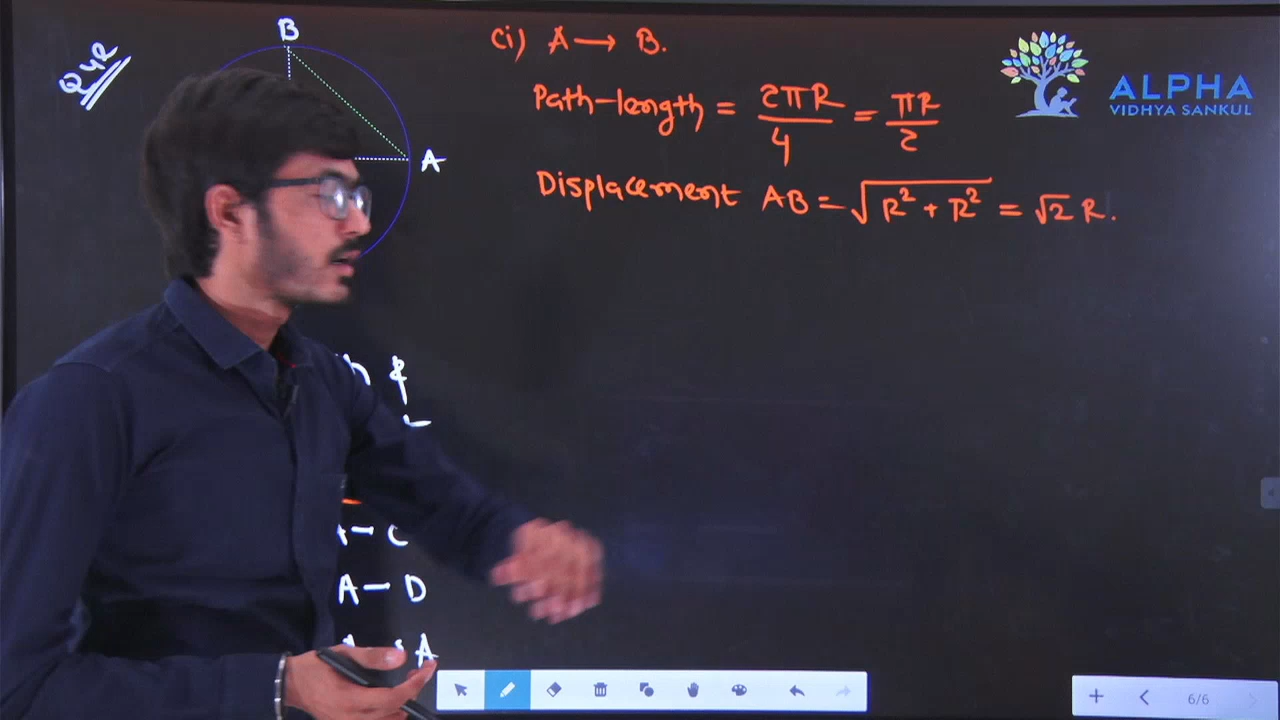 Que
B
A
(i) A → B.
Path-length = 2πR/4 = πR/2
Displacement AB = √R² + R² = √2 R.
&
A - C
A - D
A
ALPHA
VIDHYA SANKUL
6/6